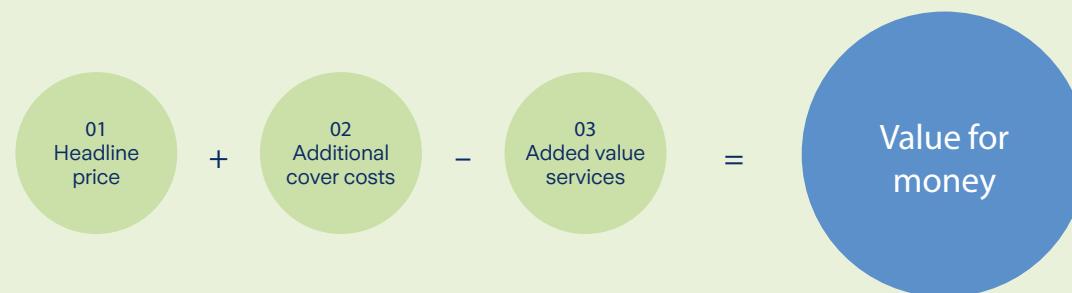 01
Headline
price
+
02
Additional
cover costs
–
03
Added value
services
=
Value for
money